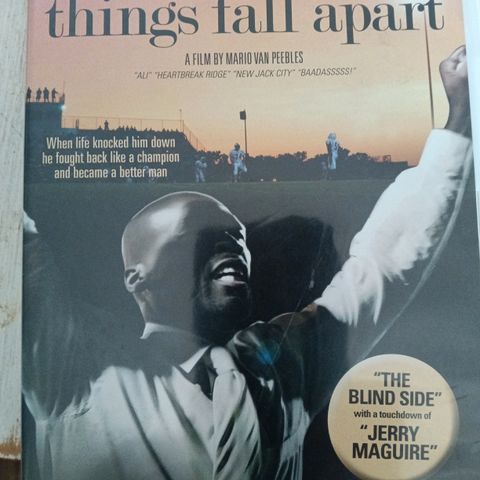 things fall apart
A FILM BY MARIO VAN PEEBLES
"ALI" "HEARTBREAK RIDGE" "NEW JACK CITY" "BAADASSSSS!"
When life knocked him down
he fought back like a champion
and became a better man
"THE
BLIND SIDE"
with a touchdown of
"JERRY
MAGUIRE"